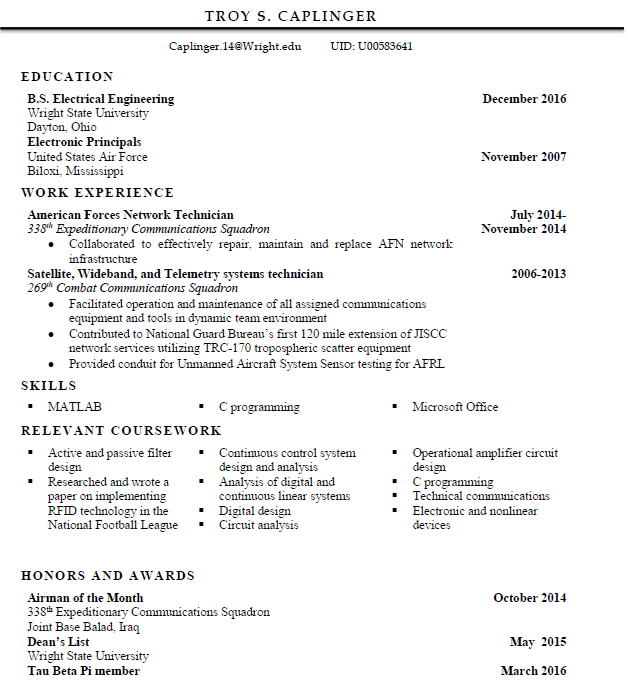 TROY S. CAPLINGER
Caplinger.14@Wright.edu UID: U00583641
EDUCATION
B.S. Electrical Engineering December 2016
Wright State University
Dayton, Ohio
Electronic Principals
United States Air Force November 2007
Biloxi, Mississippi
WORK EXPERIENCE
American Forces Network Technician July 2014-
338th Expeditionary Communications Squadron November 2014
• Collaborated to effectively repair, maintain and replace AFN network
infrastructure
Satellite, Wideband, and Telemetry systems technician 2006-2013
269th Combat Communications Squadron
• Facilitated operation and maintenance of all assigned communications
equipment and tools in dynamic team environment
• Contributed to National Guard Bureau's first 120 mile extension of JISCC
network services utilizing TRC-170 tropospheric scatter equipment
• Provided conduit for Unmanned Aircraft System Sensor testing for AFRL
SKILLS
▪ MATLAB ▪ C programming ▪ Microsoft Office
RELEVANT COURSEWORK
▪ Active and passive filter
design
▪ Researched and wrote a
paper on implementing
RFID technology in the
National Football League
▪ Continuous control system
design and analysis
▪ Analysis of digital and
continuous linear systems
▪ Digital design
▪ Circuit analysis
▪ Operational amplifier circuit
design
▪ C programming
▪ Technical communications
▪ Electronic and nonlinear
devices
HONORS AND AWARDS
Airman of the Month October 2014
338th Expeditionary Communications Squadron
Joint Base Balad, Iraq
Dean's List May 2015
Wright State University
Tau Beta Pi member March 2016